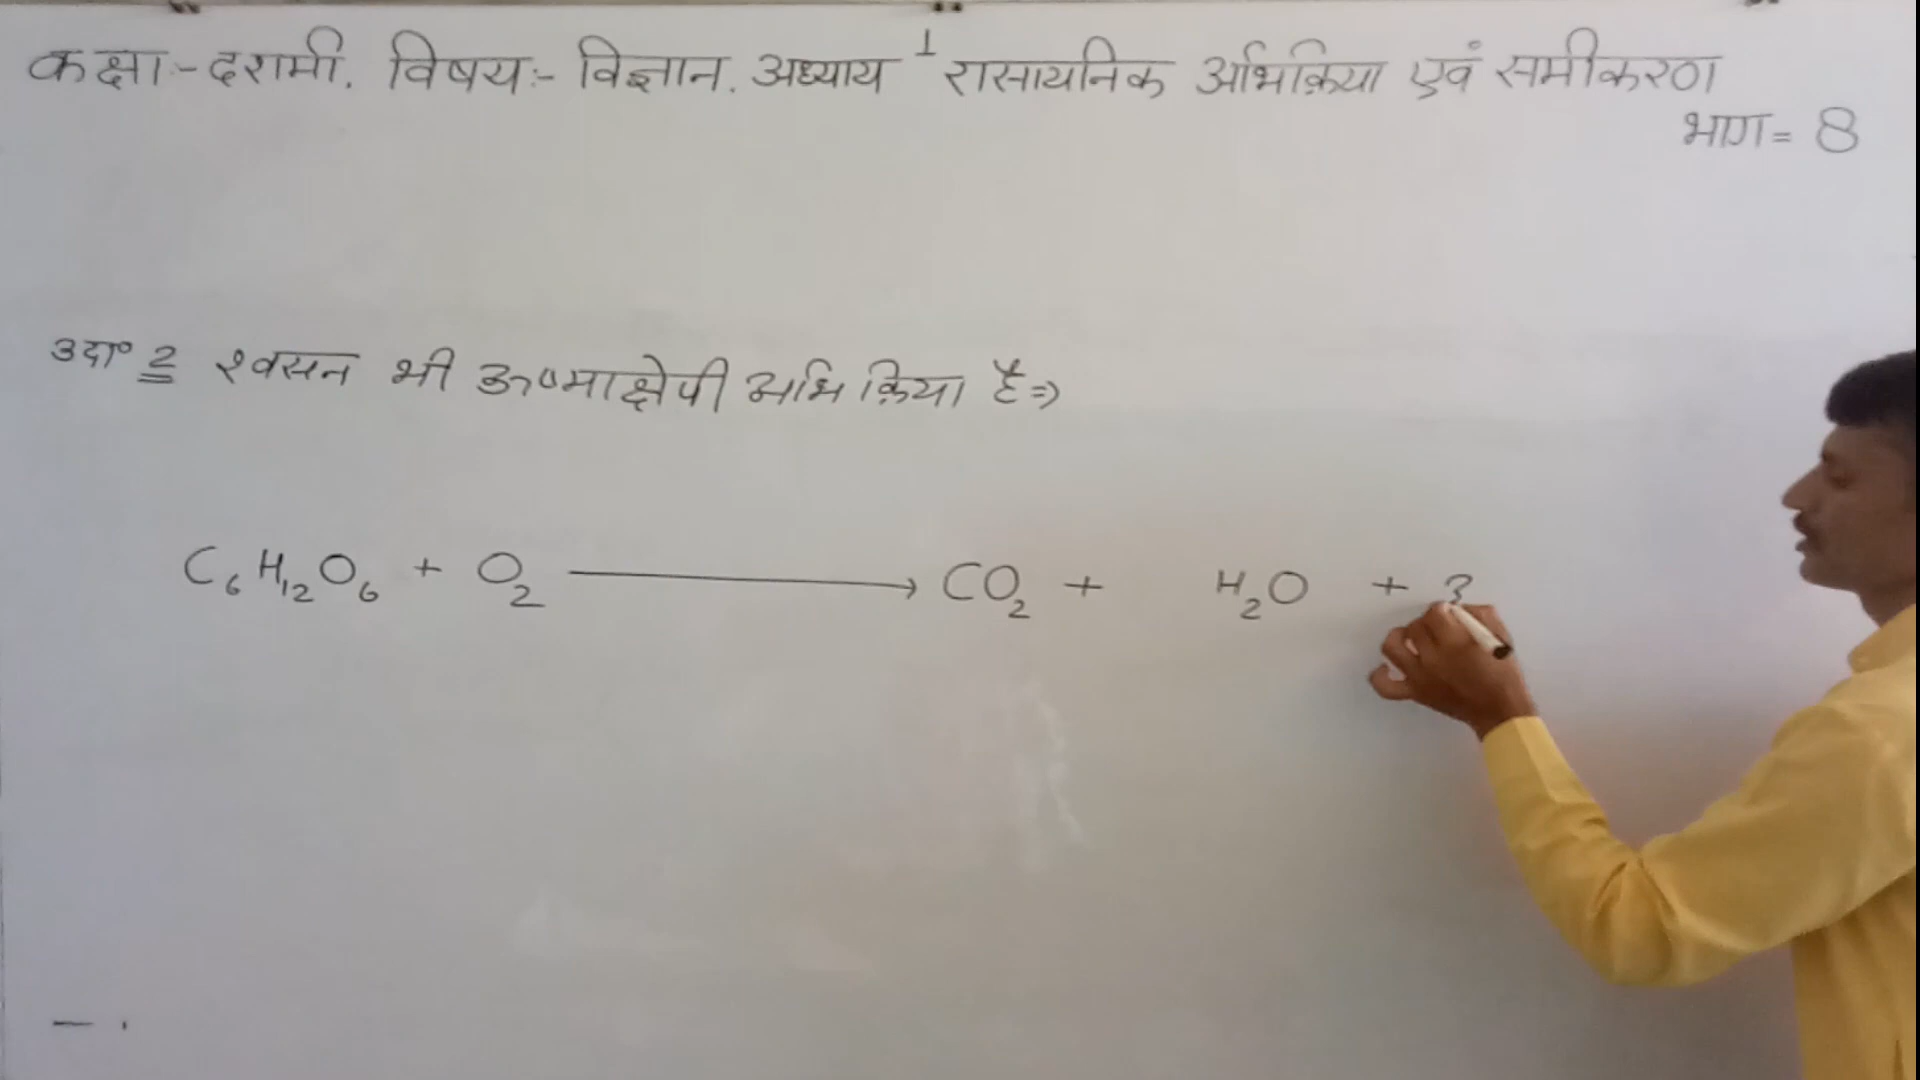 कक्षा:- दशमी. विषय:- विज्ञान. अध्याय 1 रासायनिक अभिक्रिया एवं समीकरण
भाग = 8
उदा० 2 श्वसन भी ऊष्माक्षेपी अभिक्रिया है ⇒
C₆H₁₂O₆ + O₂ ⟶ CO₂ + H₂O +